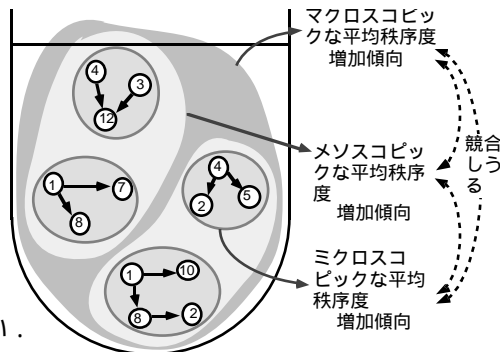 マクロスコピッ
クな平均秩序度
増加傾向
4
3
12
メソスコピッ
クな平均秩序
度
増加傾向
競合
しう
る
1
7
8
4
2
5
ミクロスコ
ピックな平均
秩序度
増加傾向
1
10
8
2
1.